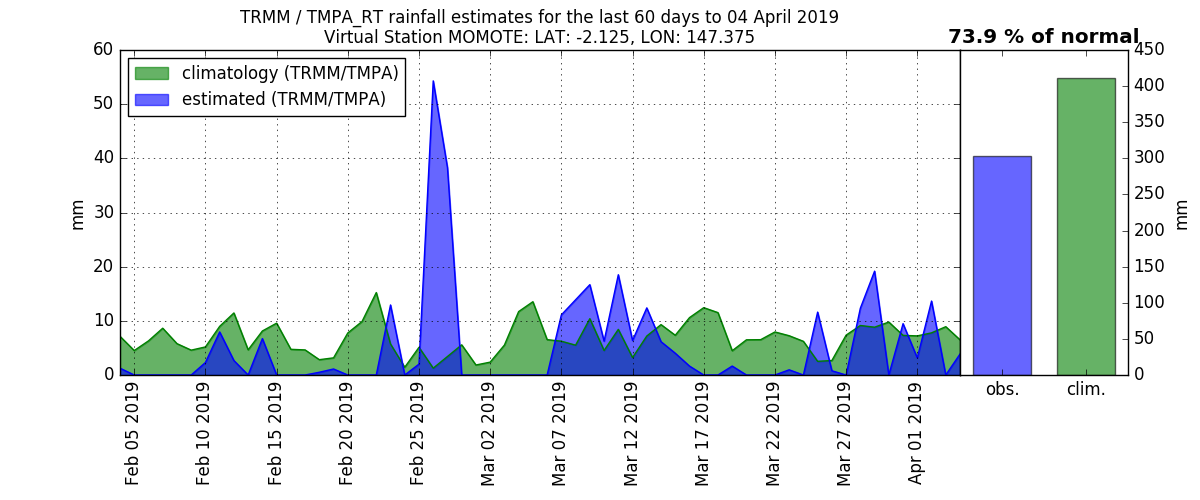 TRMM / TMPA_RT rainfall estimates for the last 60 days to 04 April 2019
Virtual Station MOMOTE: LAT: -2.125, LON: 147.375
73.9 % of normal
climatology (TRMM/TMPA)
estimated (TRMM/TMPA)
60
50
40
30
20
10
0
mm
Feb 05 2019
Feb 10 2019
Feb 15 2019
Feb 20 2019
Feb 25 2019
Mar 02 2019
Mar 07 2019
Mar 12 2019
Mar 17 2019
Mar 22 2019
Mar 27 2019
Apr 01 2019
obs.
clim.
450
400
350
300
250
200
150
100
50
0
mm